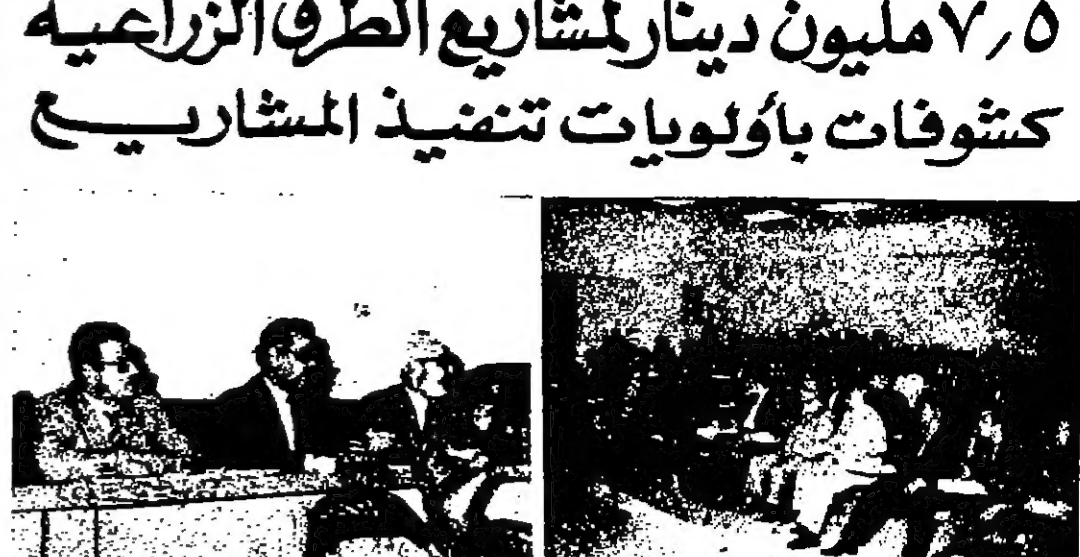 ٧٫٥ مليون دينار لمشاريع الطرق الزراعية
كشوفات بأولويات تنفيذ المشاريع